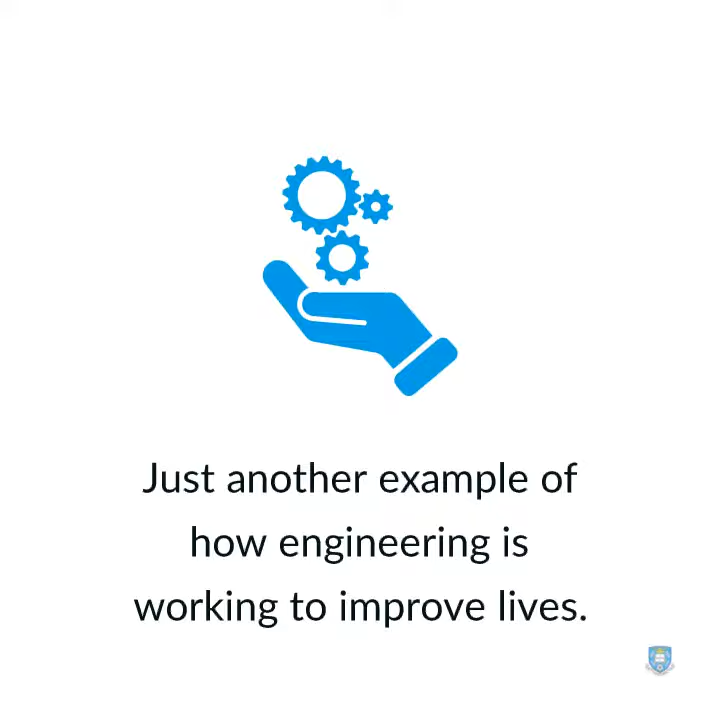 Just another example of
how engineering is
working to improve lives.